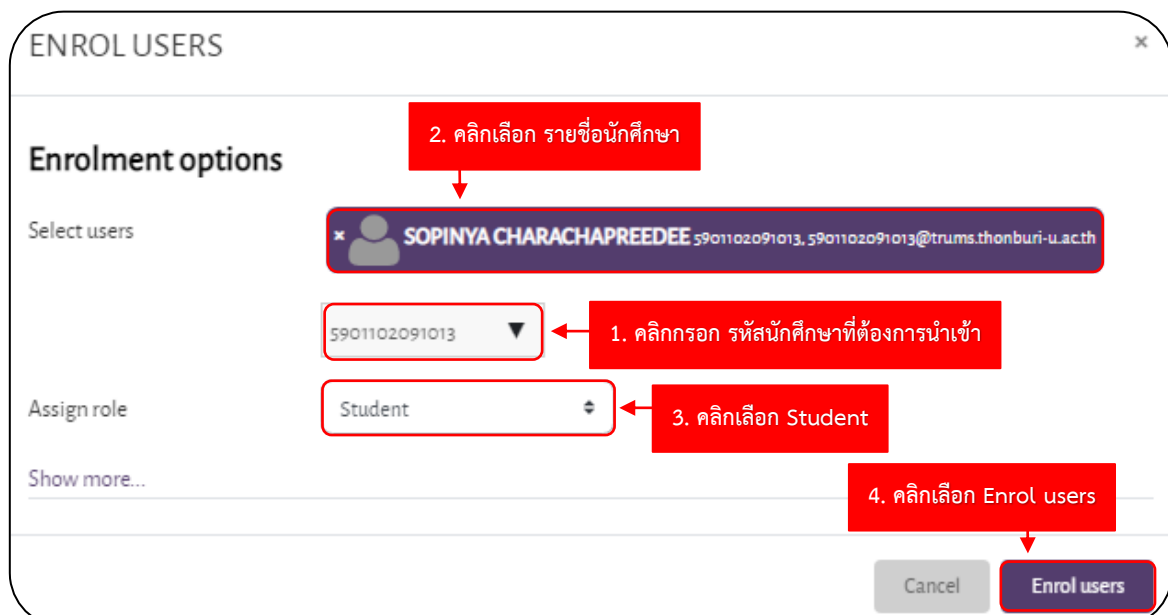 ENROL USERS
×
2. คลิกเลือก รายชื่อนักศึกษา
Enrolment options
Select users
× SOPINYA CHARACHAPREEDEE 5901102091013, 5901102091013@trums.thonburi-u.ac.th
5901102091013 ▼
1. คลิกกรอก รหัสนักศึกษาที่ต้องการนำเข้า
Assign role
Student
3. คลิกเลือก Student
Show more...
4. คลิกเลือก Enrol users
Cancel
Enrol users